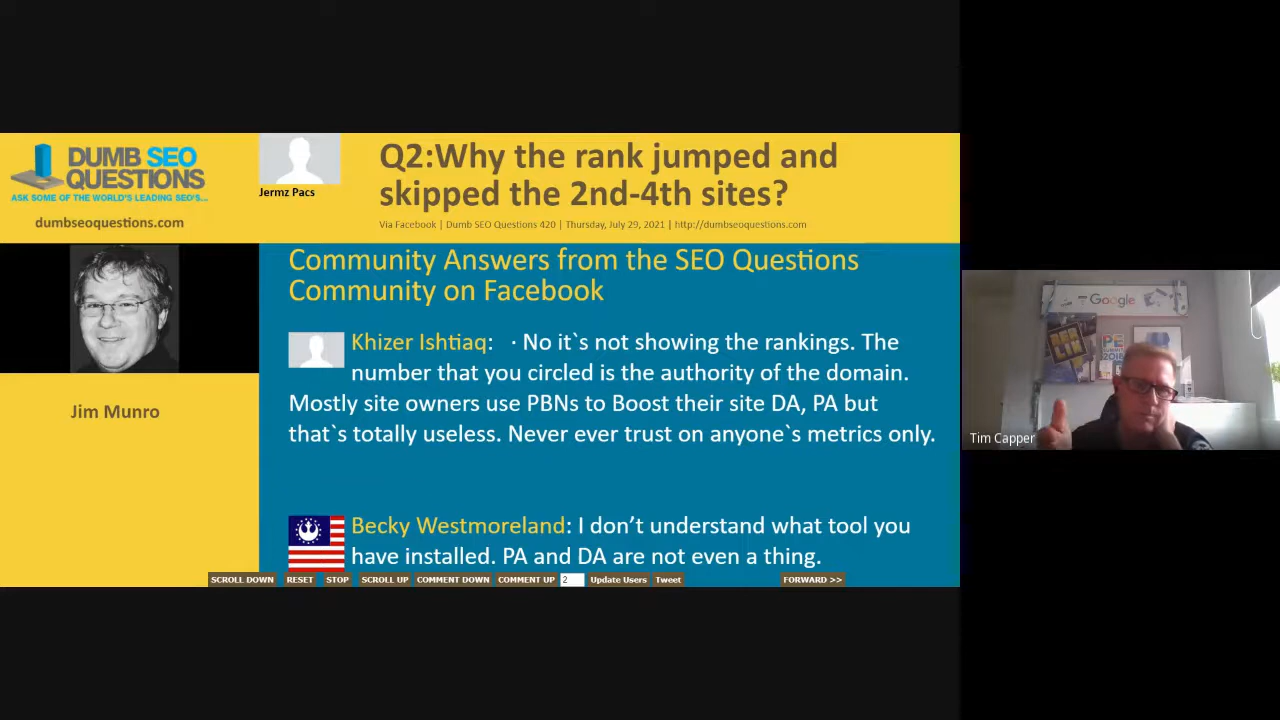 DUMB SEO
QUESTIONS
ASK SOME OF THE WORLD'S LEADING SEO'S...
dumbseoquestions.com
Jermz Pacs
Q2:Why the rank jumped and
skipped the 2nd-4th sites?
Via Facebook | Dumb SEO Questions 420 | Thursday, July 29, 2021 | http://dumbseoquestions.com
Jim Munro
Community Answers from the SEO Questions
Community on Facebook
Khizer Ishtiaq: · No it`s not showing the rankings. The
number that you circled is the authority of the domain.
Mostly site owners use PBNs to Boost their site DA, PA but
that`s totally useless. Never ever trust on anyone`s metrics only.
Becky Westmoreland: I don’t understand what tool you
have installed. PA and DA are not even a thing.
SCROLL DOWN RESET STOP SCROLL UP COMMENT DOWN COMMENT UP 2 Update Users Tweet FORWARD >>
Google
Tim Capper